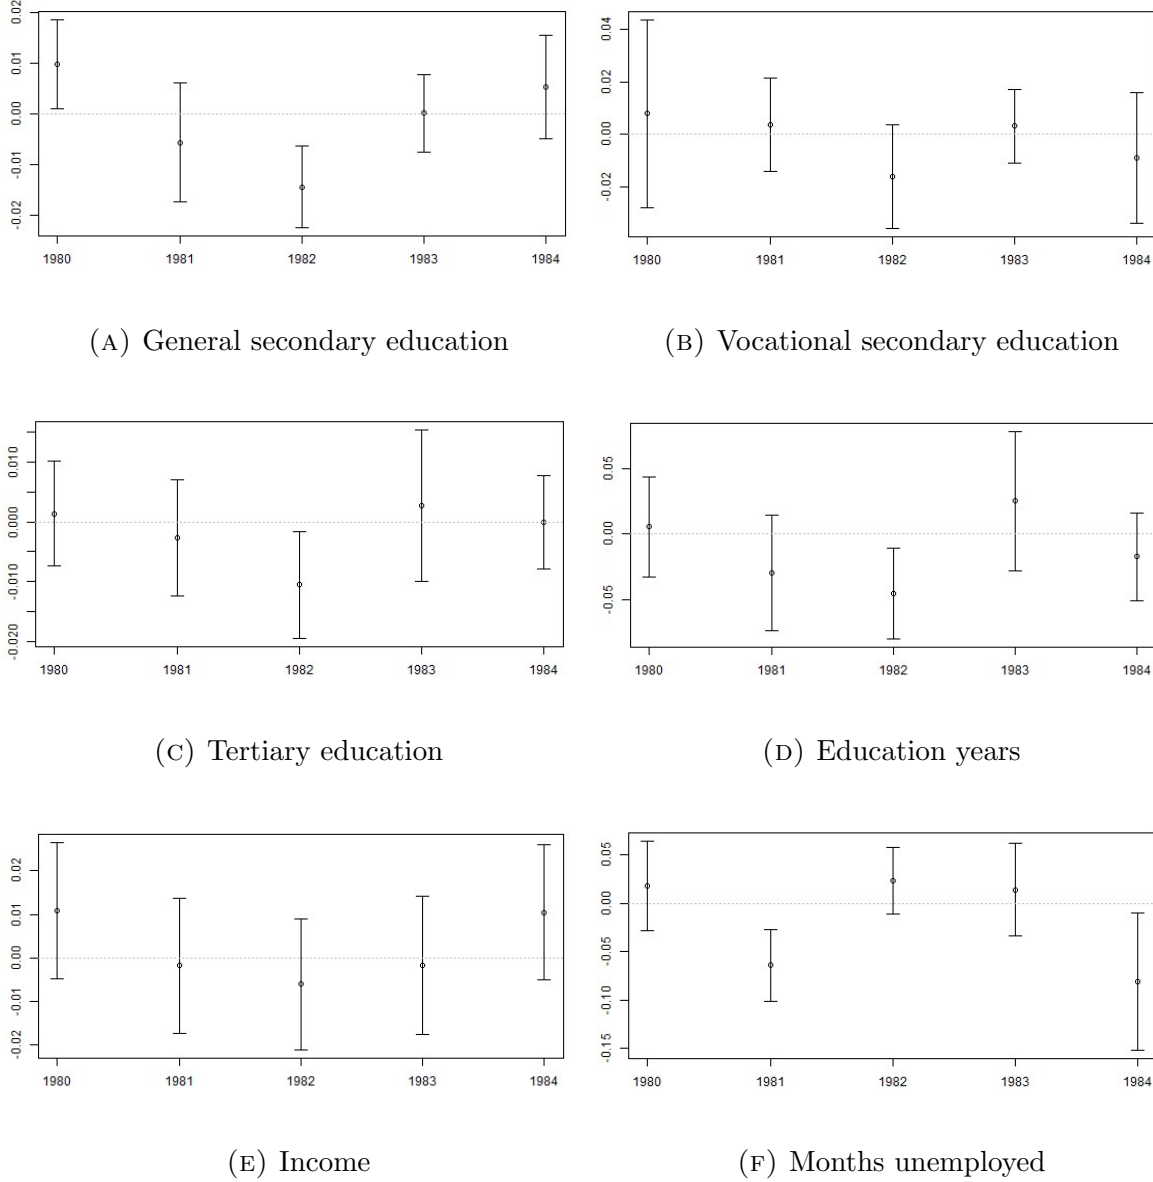 0.02
0.01
0.00
-0.01
-0.02
1980 1981 1982 1983 1984
(A) General secondary education
0.04
0.02
0.00
-0.02
1980 1981 1982 1983 1984
(B) Vocational secondary education
0.010
0.000
-0.010
-0.020
1980 1981 1982 1983 1984
(C) Tertiary education
0.05
0.00
-0.05
1980 1981 1982 1983 1984
(D) Education years
0.02
0.01
0.00
-0.01
-0.02
1980 1981 1982 1983 1984
(E) Income
0.05
0.00
-0.05
-0.10
-0.15
1980 1981 1982 1983 1984
(F) Months unemployed